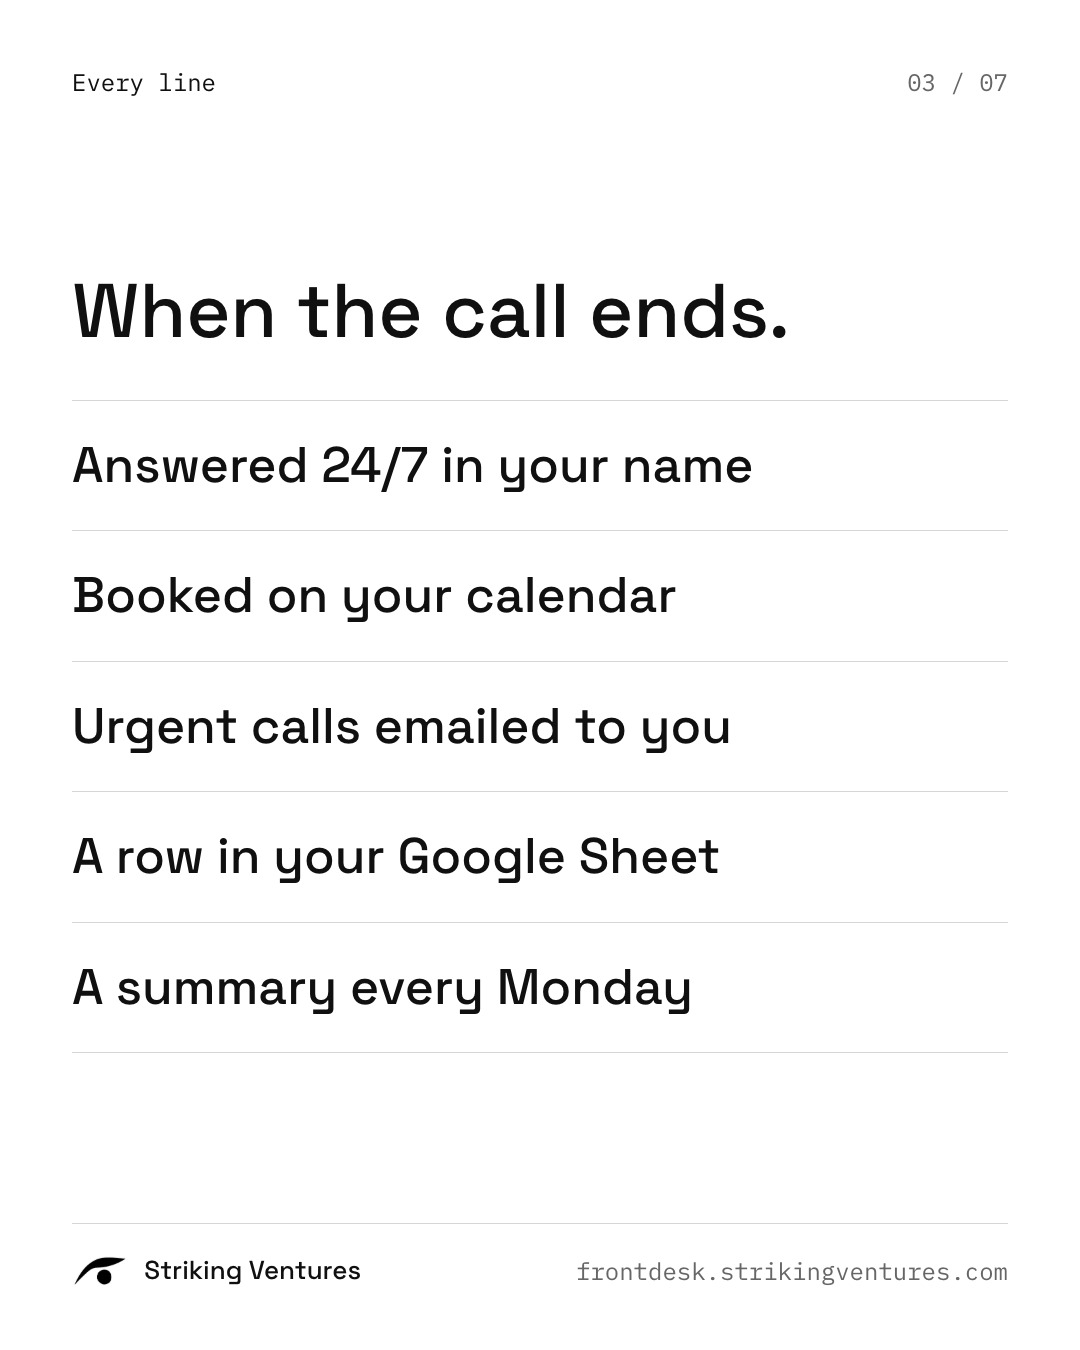 Every line
03 / 07
When the call ends.
Answered 24/7 in your name
Booked on your calendar
Urgent calls emailed to you
A row in your Google Sheet
A summary every Monday
Striking Ventures
frontdesk.strikingventures.com